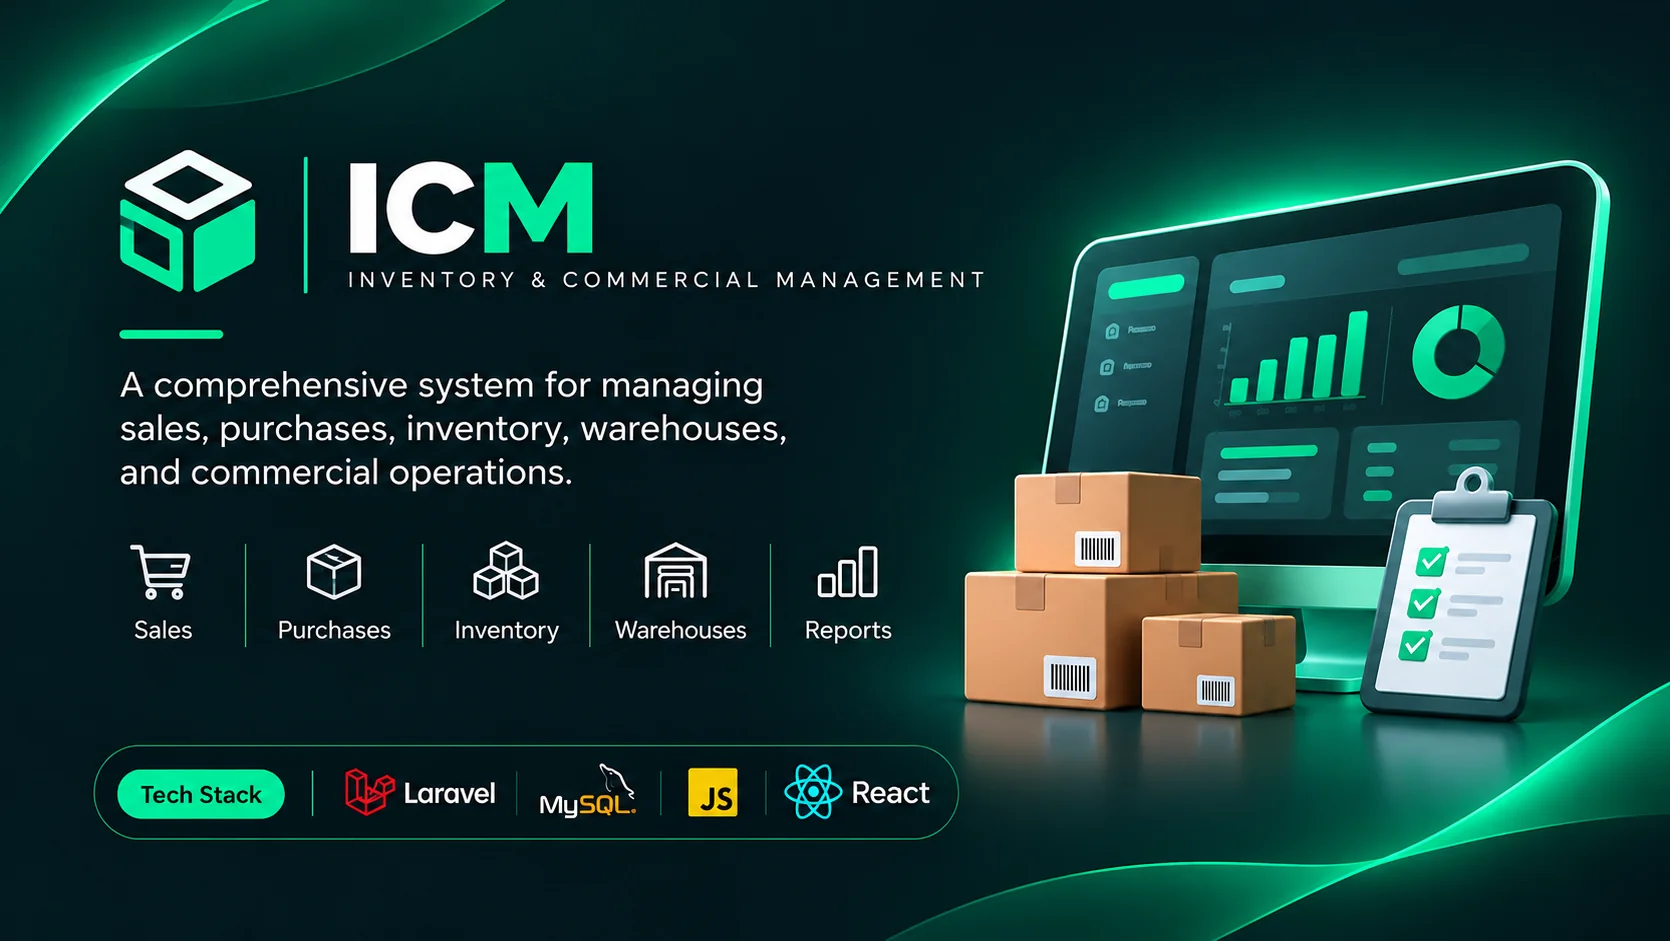 ICM
INVENTORY & COMMERCIAL MANAGEMENT
A comprehensive system for managing
sales, purchases, inventory, warehouses,
and commercial operations.
Sales
Purchases
Inventory
Warehouses
Reports
Tech Stack
Laravel
MySQL
JS
React